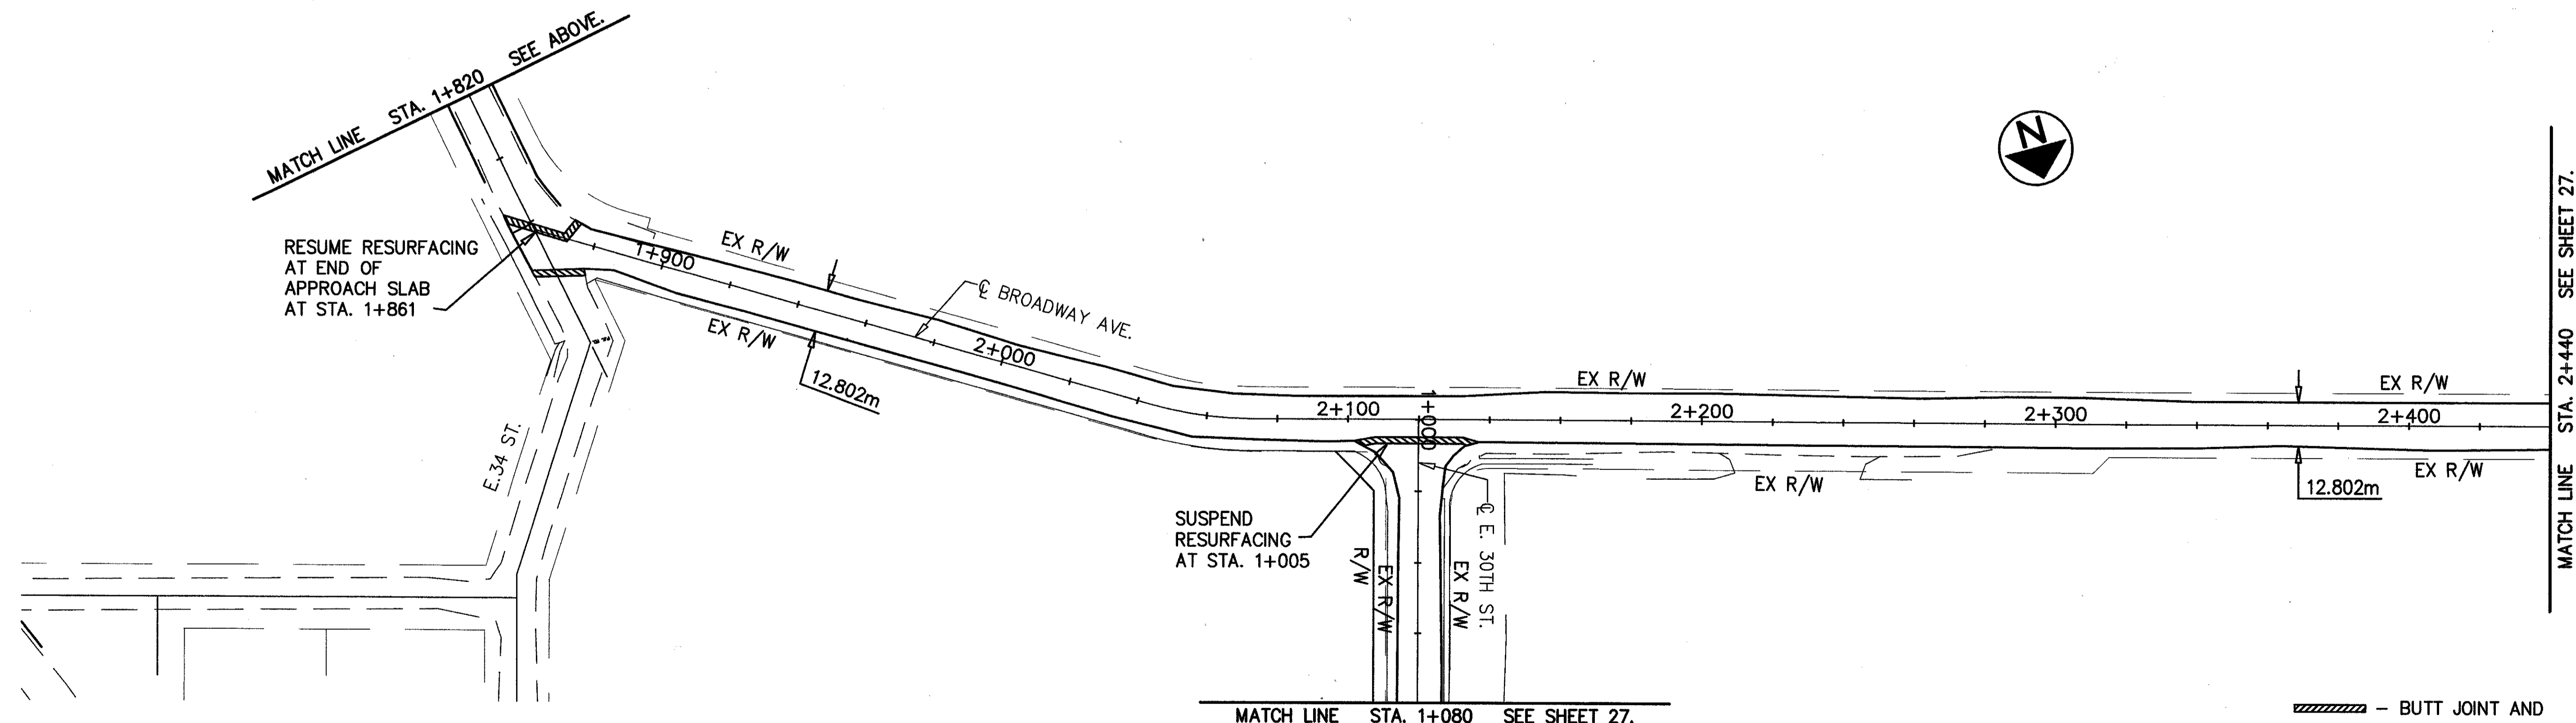 MATCH LINE STA. 1+820 SEE ABOVE.
N
RESUME RESURFACING
AT END OF
APPROACH SLAB
AT STA. 1+861
EX R/W
1+900
℄ BROADWAY AVE.
EX R/W
2+000
12.802m
E.34 ST.
EX R/W
EX R/W
2+100
1+000
2+200
2+300
2+400
EX R/W
EX R/W
12.802m
SUSPEND
RESURFACING
AT STA. 1+005
R/W
EX R/W
EX R/W
℄ E. 30TH ST.
MATCH LINE STA. 2+440 SEE SHEET 27.
MATCH LINE STA. 1+080 SEE SHEET 27.
– BUTT JOINT AND